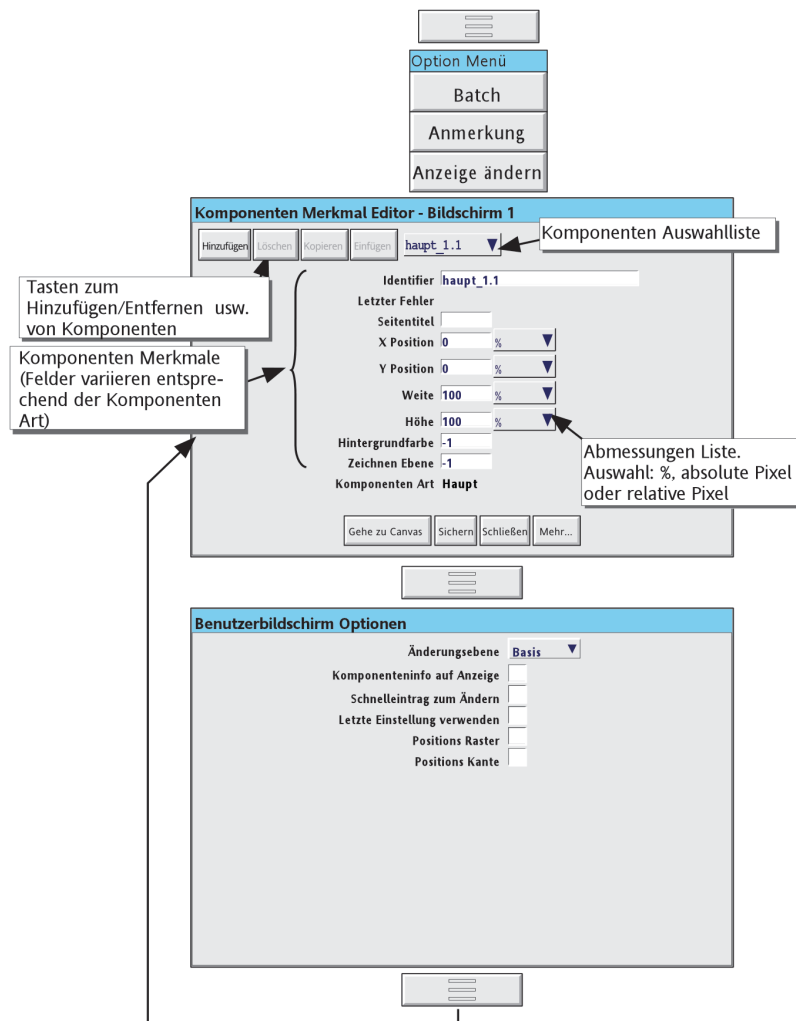 Option Menü
Batch
Anmerkung
Anzeige ändern
Komponenten Merkmal Editor - Bildschirm 1
Hinzufügen Löschen Kopieren Einfügen haupt_1.1
Komponenten Auswahlliste
Identifier haupt_1.1
Letzter Fehler
Seitentitel
X Position 0 %
Y Position 0 %
Weite 100 %
Höhe 100 %
Hintergrundfarbe -1
Zeichnen Ebene -1
Komponenten Art Haupt
Tasten zum
Hinzufügen/Entfernen usw.
von Komponenten
Komponenten Merkmale
(Felder variieren entspre-
chend der Komponenten
Art)
Abmessungen Liste.
Auswahl: %, absolute Pixel
oder relative Pixel
Gehe zu Canvas Sichern Schließen Mehr...
Benutzerbildschirm Optionen
Änderungsebene Basis
Komponenteninfo auf Anzeige
Schnelleintrag zum Ändern
Letzte Einstellung verwenden
Positions Raster
Positions Kante